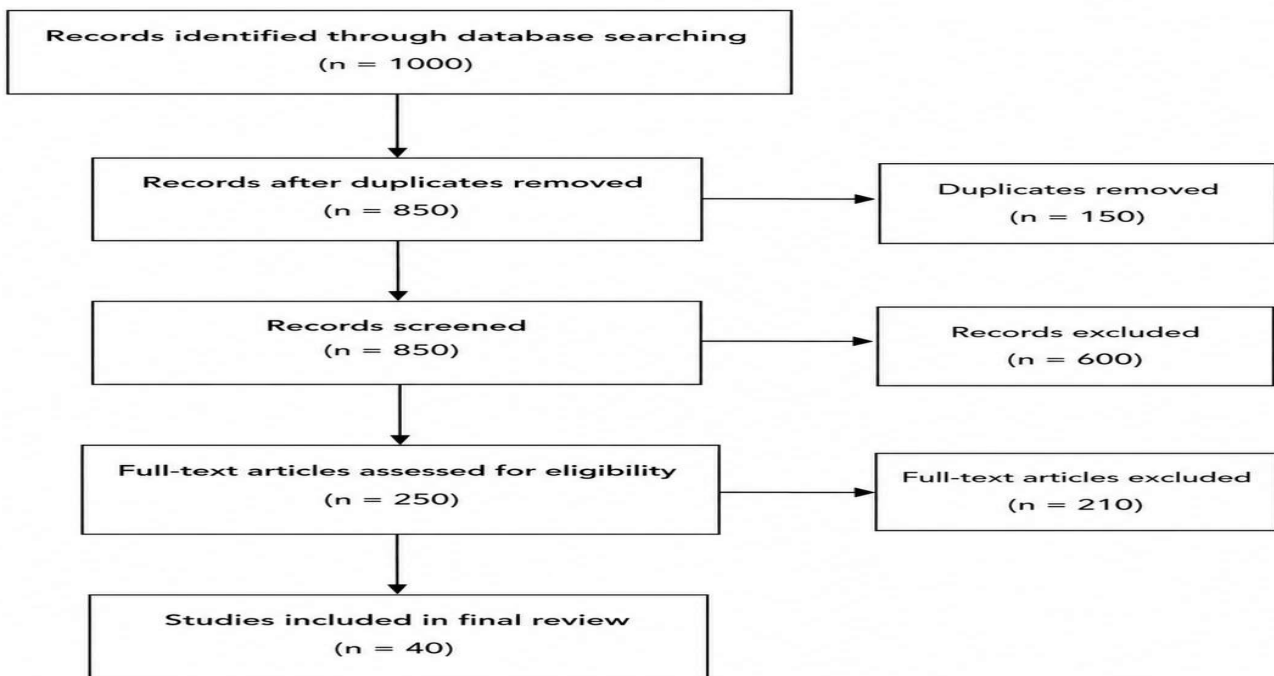 Records identified through database searching
(n = 1000)
Records after duplicates removed
(n = 850)
Duplicates removed
(n = 150)
Records screened
(n = 850)
Records excluded
(n = 600)
Full-text articles assessed for eligibility
(n = 250)
Full-text articles excluded
(n = 210)
Studies included in final review
(n = 40)